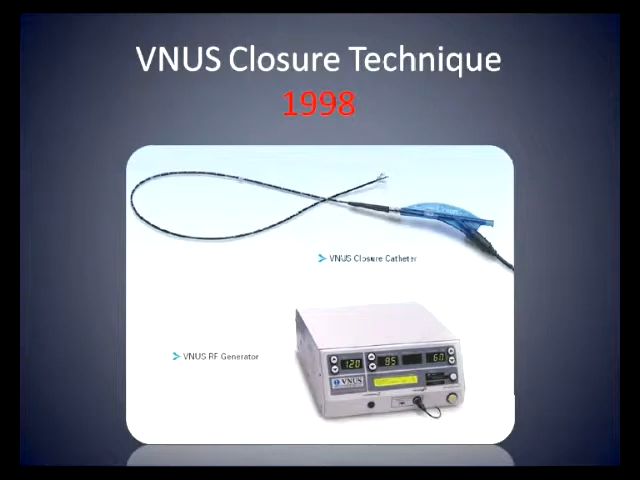 VNUS Closure Technique
1998
VNUS Closure Catheter
VNUS RF Generator
120 85 60
VNUS